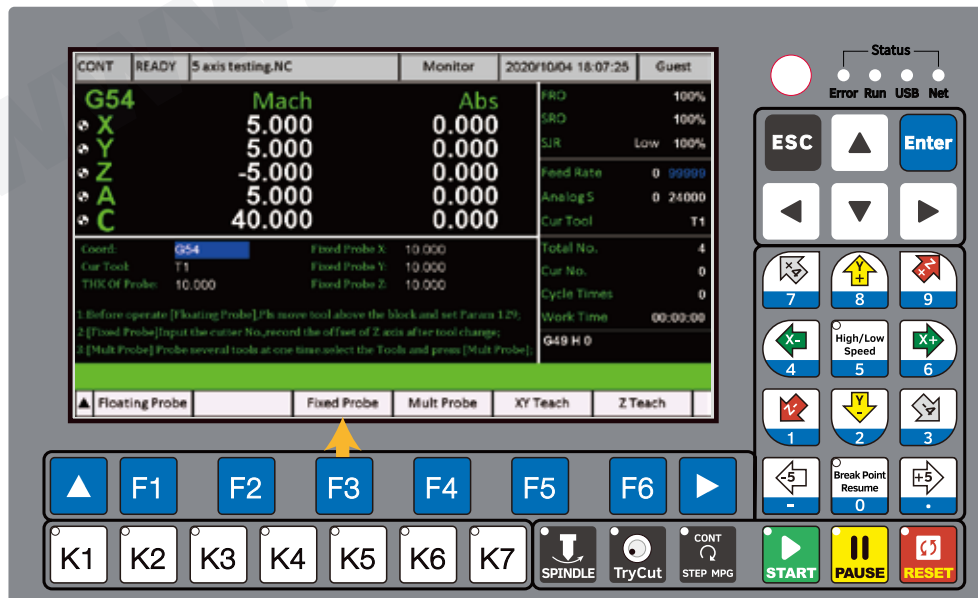 Status
Error Run USB Net
CONT READY 5 axis testing.NC Monitor 2020/10/04 18:07:25 Guest
G54 Mach Abs
X 5.000 0.000
Y 5.000 0.000
Z -5.000 0.000
A 5.000 0.000
C 40.000 0.000
FRO 100%
SRO 100%
SJR Low 100%
Feed Rate 0 99999
Analog S 0 24000
Cur Tool T1
Coord: G54 Fixed Probe X: 10.000
Cur Tool: T1 Fixed Probe Y: 10.000
THK Of Probe: 10.000 Fixed Probe Z: 10.000
1 Before operate [Floating Probe],Pls move tool above the block and set Param 129;
2 [Fixed Probe]Input the cutter No.,record the offset of Z axis after tool change;
3 [Mult Probe] Probe several tools at one time.select the Tools and press [Mult Probe];
Total No. 4
Cur No. 0
Cycle Times 0
Work Time 00:00:00
G49 H 0
Floating Probe Fixed Probe Mult Probe XY Teach Z Teach
ESC Enter
7 Y+ 8 9
X- 4 High/Low Speed 5 X+ 6
1 Y- 2 3
-5 - Break Point Resume 0 +5 .
F1 F2 F3 F4 F5 F6
K1 K2 K3 K4 K5 K6 K7
SPINDLE TryCut CONT STEP MPG START PAUSE RESET